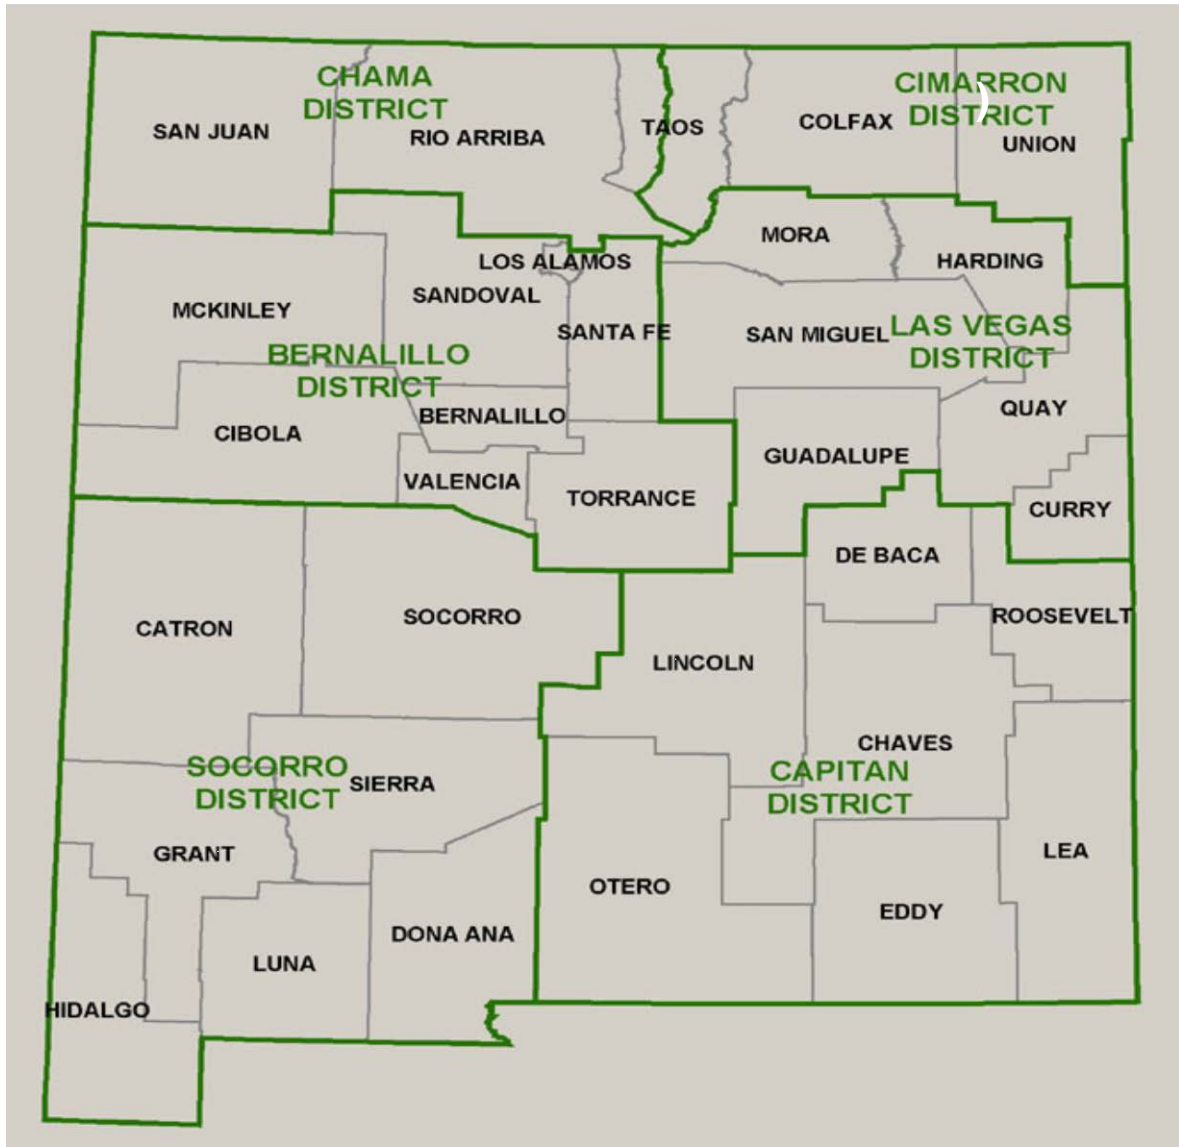 CHAMA
DISTRICT
CIMARRON
DISTRICT
)
SAN JUAN
RIO ARRIBA
TAOS
COLFAX
UNION
MORA
HARDING
LOS ALAMOS
SANDOVAL
MCKINLEY
SANTA FE
SAN MIGUEL
LAS VEGAS
DISTRICT
BERNALILLO
DISTRICT
BERNALILLO
QUAY
CIBOLA
GUADALUPE
VALENCIA
TORRANCE
CURRY
DE BACA
CATRON
SOCORRO
ROOSEVELT
LINCOLN
CHAVES
SOCORRO
DISTRICT
SIERRA
CAPITAN
DISTRICT
GRANT
LEA
OTERO
EDDY
DONA ANA
LUNA
HIDALGO